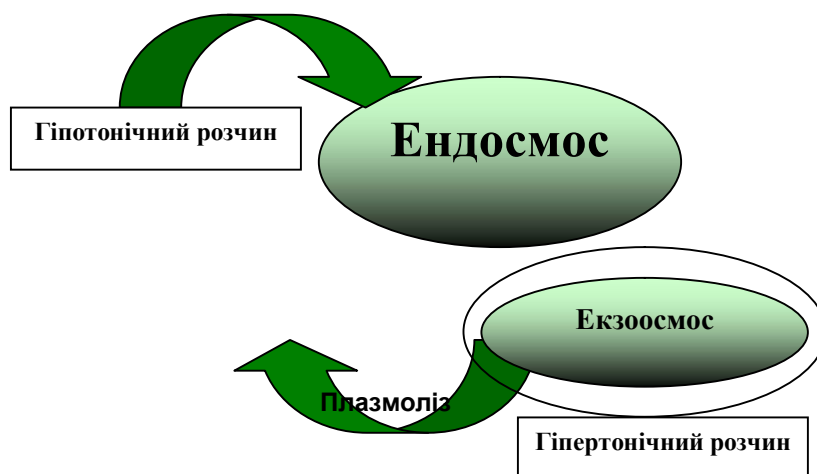 Гіпотонічний розчин
Ендосмос
Екзоосмос
Плазмоліз
Гіпертонічний розчин